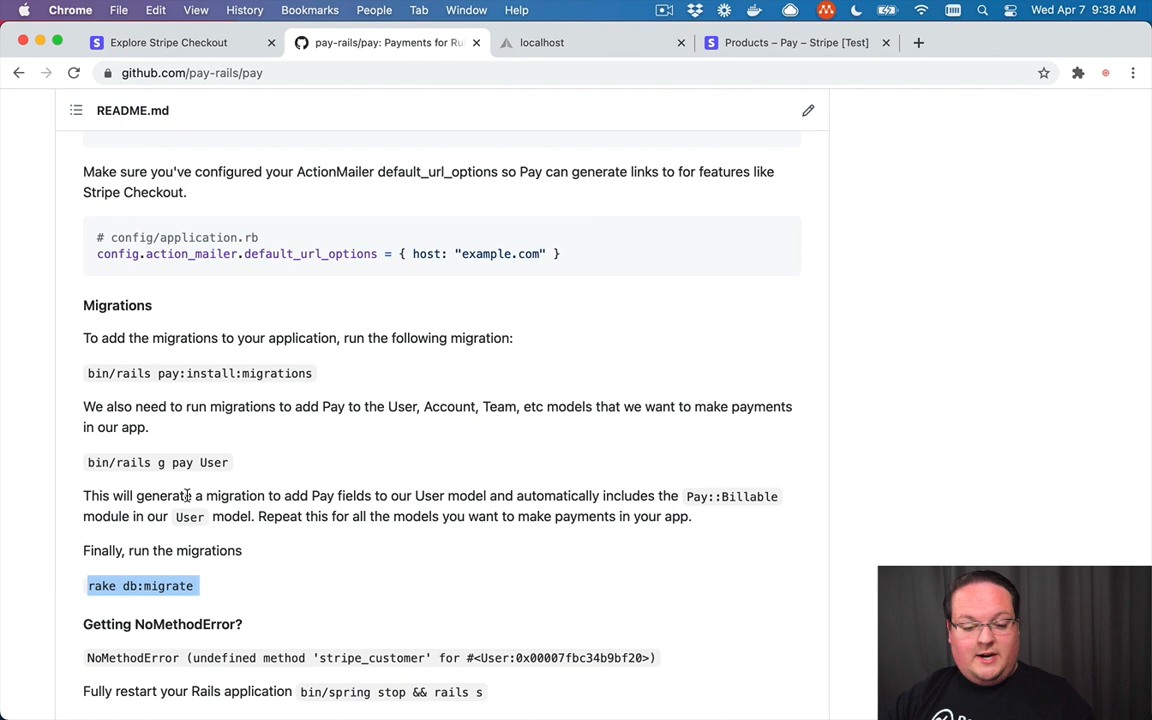 Chrome File Edit View History Bookmarks People Tab Window Help Wed Apr 7 9:38 AM
Explore Stripe Checkout pay-rails/pay: Payments for Ru localhost Products – Pay – Stripe [Test]
github.com/pay-rails/pay
README.md
Make sure you've configured your ActionMailer default_url_options so Pay can generate links to for features like
Stripe Checkout.
# config/application.rb
config.action_mailer.default_url_options = { host: "example.com" }
Migrations
To add the migrations to your application, run the following migration:
bin/rails pay:install:migrations
We also need to run migrations to add Pay to the User, Account, Team, etc models that we want to make payments
in our app.
bin/rails g pay User
This will generate a migration to add Pay fields to our User model and automatically includes the Pay::Billable
module in our User model. Repeat this for all the models you want to make payments in your app.
Finally, run the migrations
rake db:migrate
Getting NoMethodError?
NoMethodError (undefined method 'stripe_customer' for #<User:0x00007fbc34b9bf20>)
Fully restart your Rails application bin/spring stop && rails s